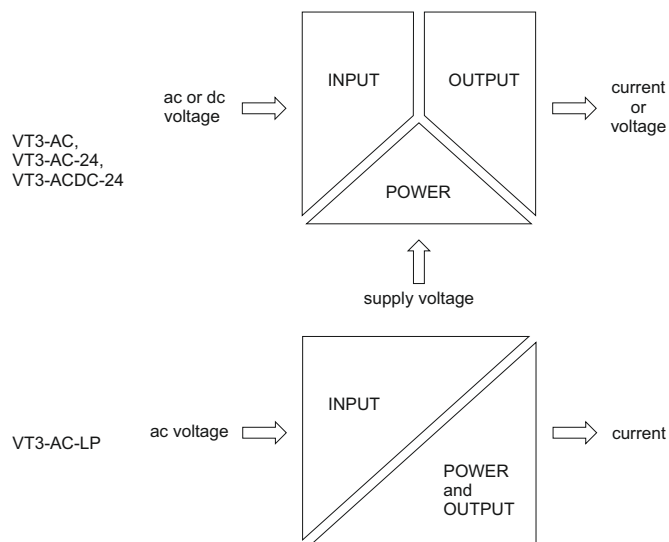 INPUT
OUTPUT
ac or dc
voltage
current
or
voltage
VT3-AC,
VT3-AC-24,
VT3-ACDC-24
POWER
supply voltage
INPUT
ac voltage
current
VT3-AC-LP
POWER
and
OUTPUT